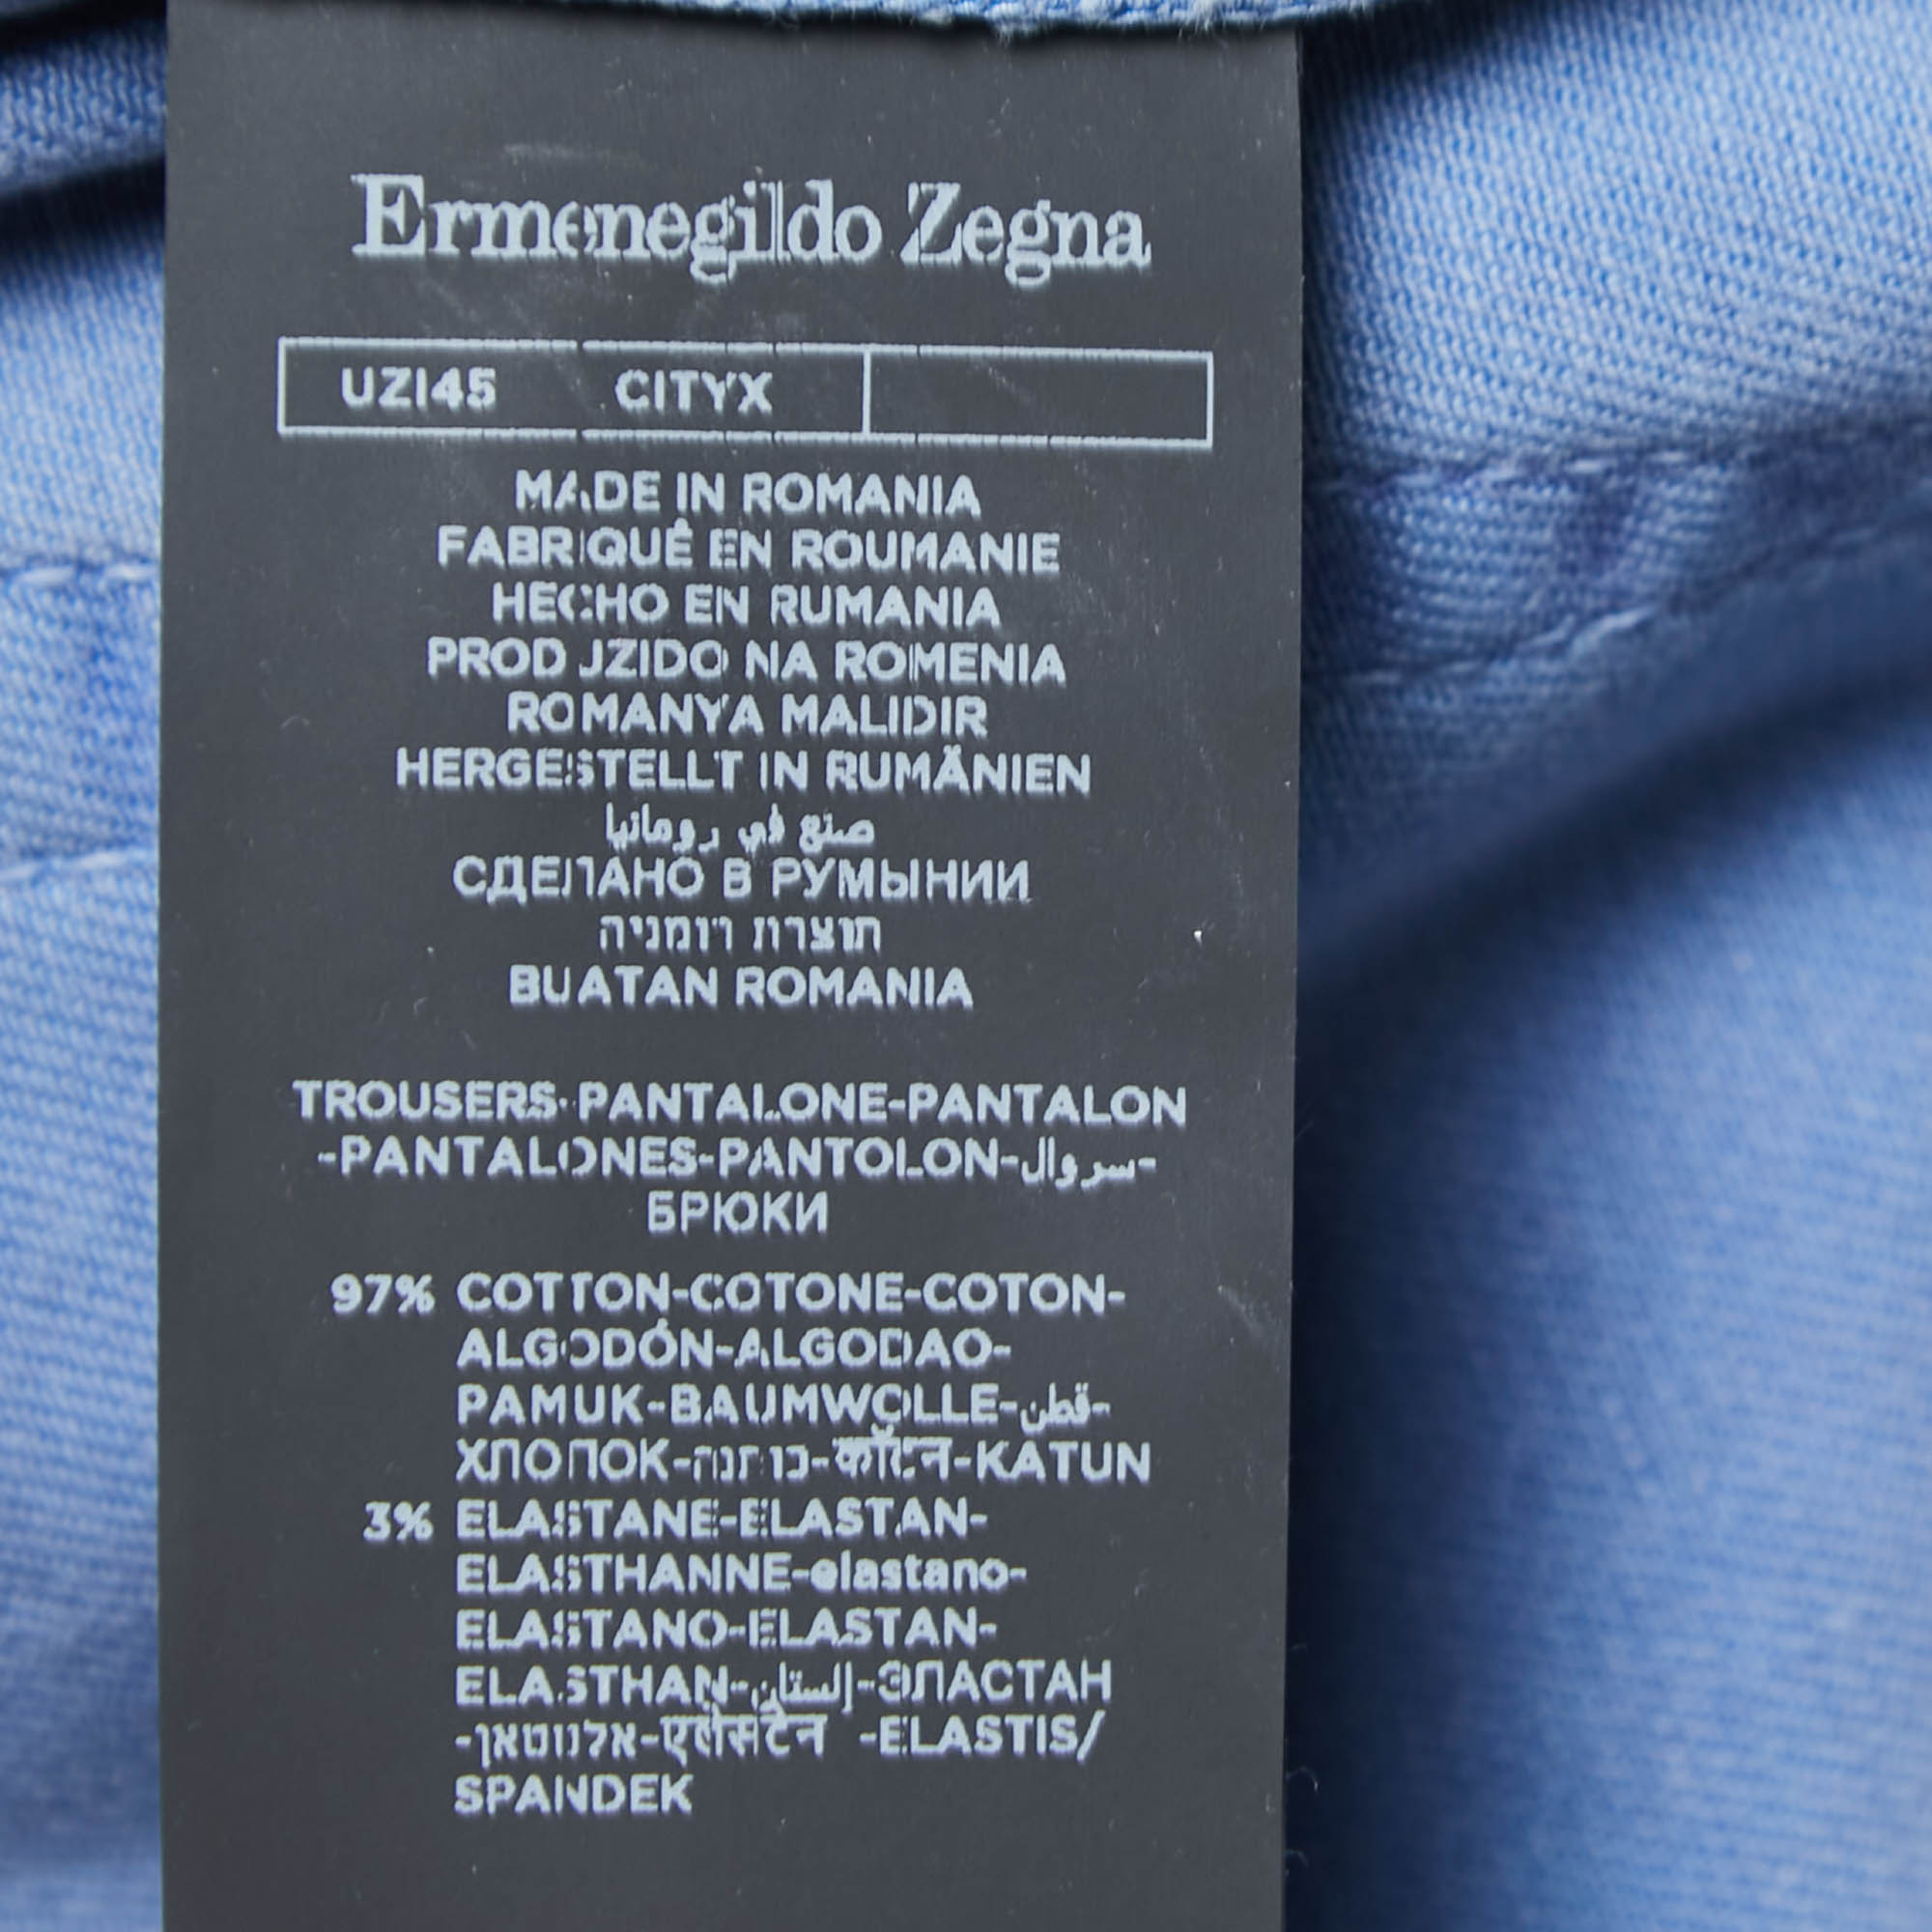 Ermenegildo Zegna
UZI45 CITYX
MADE IN ROMANIA
FABRIQUÉ EN ROUMANIE
HECHO EN RUMANIA
PRODUZIDO NA ROMENIA
ROMANYA MALIDIR
HERGESTELLT IN RUMÄNIEN
صنع في رومانيا
СДЕЛАНО В РУМЫНИИ
תוצרת רומניה
BUATAN ROMANIA
TROUSERS-PANTALONE-PANTALON
-PANTALONES-PANTOLON-سروال-
БРЮКИ
97% COTTON-COTONE-COTON-
ALGODÓN-ALGODAO-
PAMUK-BAUMWOLLE-قطن-
ХЛОПОК-כותנה-कॉटन-KATUN
3% ELASTANE-ELASTAN-
ELASTHANNE-elastano-
ELASTANO-ELASTAN-
ELASTHAN-إلستان-ЭЛАСТАН
-אלסטאן-एलेस्टेन -ELASTIS/
SPANDEK